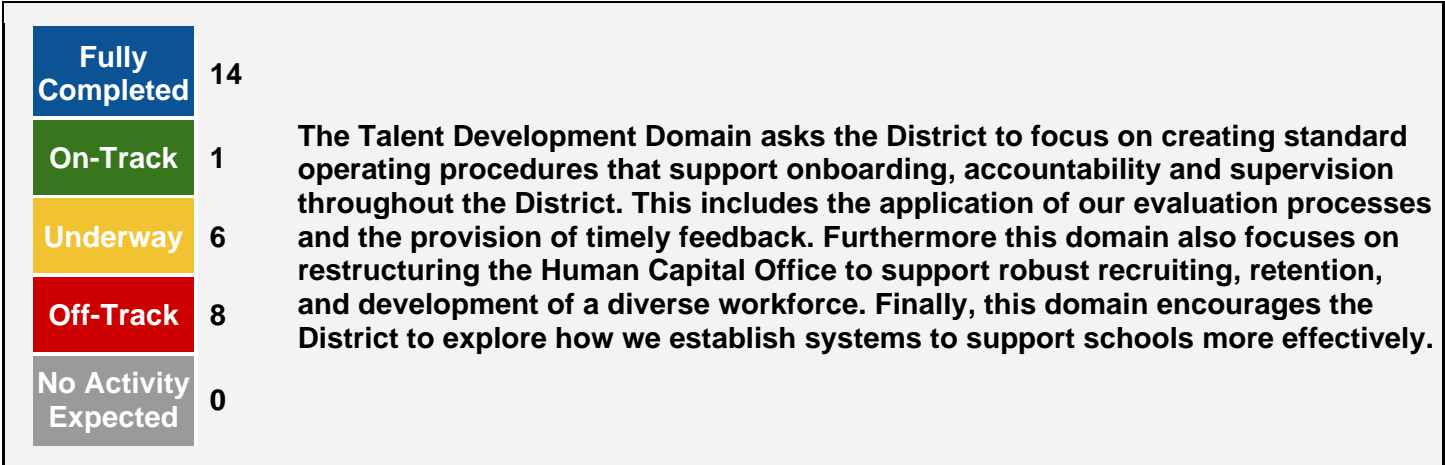 Fully
Completed
14
On-Track
1
Underway
6
Off-Track
8
No Activity
Expected
0
The Talent Development Domain asks the District to focus on creating standard
operating procedures that support onboarding, accountability and supervision
throughout the District. This includes the application of our evaluation processes
and the provision of timely feedback. Furthermore this domain also focuses on
restructuring the Human Capital Office to support robust recruiting, retention,
and development of a diverse workforce. Finally, this domain encourages the
District to explore how we establish systems to support schools more effectively.